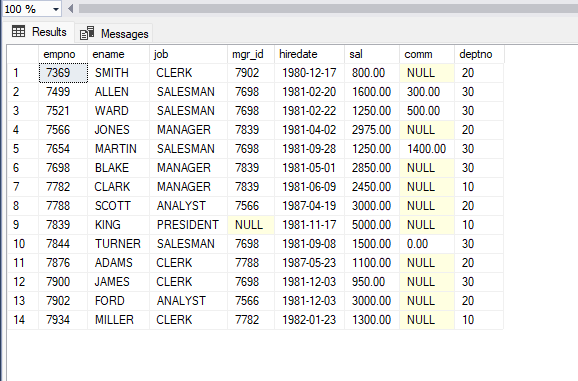 100 %
Results Messages
empno ename job mgr_id hiredate sal comm deptno
1 7369 SMITH CLERK 7902 1980-12-17 800.00 NULL 20
2 7499 ALLEN SALESMAN 7698 1981-02-20 1600.00 300.00 30
3 7521 WARD SALESMAN 7698 1981-02-22 1250.00 500.00 30
4 7566 JONES MANAGER 7839 1981-04-02 2975.00 NULL 20
5 7654 MARTIN SALESMAN 7698 1981-09-28 1250.00 1400.00 30
6 7698 BLAKE MANAGER 7839 1981-05-01 2850.00 NULL 30
7 7782 CLARK MANAGER 7839 1981-06-09 2450.00 NULL 10
8 7788 SCOTT ANALYST 7566 1987-04-19 3000.00 NULL 20
9 7839 KING PRESIDENT NULL 1981-11-17 5000.00 NULL 10
10 7844 TURNER SALESMAN 7698 1981-09-08 1500.00 0.00 30
11 7876 ADAMS CLERK 7788 1987-05-23 1100.00 NULL 20
12 7900 JAMES CLERK 7698 1981-12-03 950.00 NULL 30
13 7902 FORD ANALYST 7566 1981-12-03 3000.00 NULL 20
14 7934 MILLER CLERK 7782 1982-01-23 1300.00 NULL 10